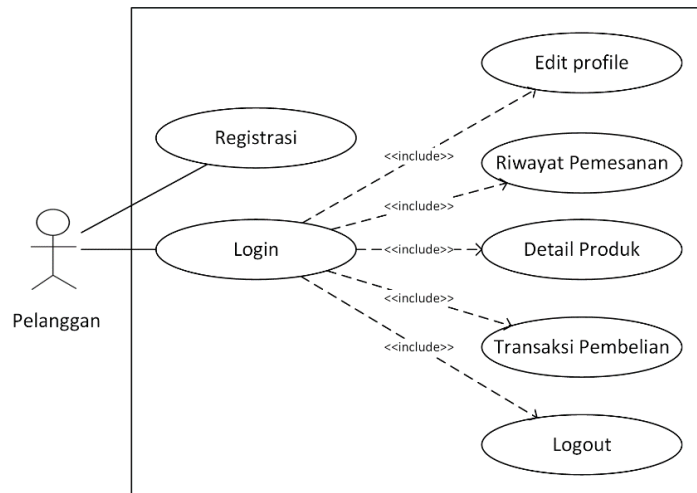 Edit profile
Registrasi
<<include>>
Riwayat Pemesanan
<<include>>
Login
<<include>>
Detail Produk
<<include>>
Pelanggan
Transaksi Pembelian
<<include>>
Logout